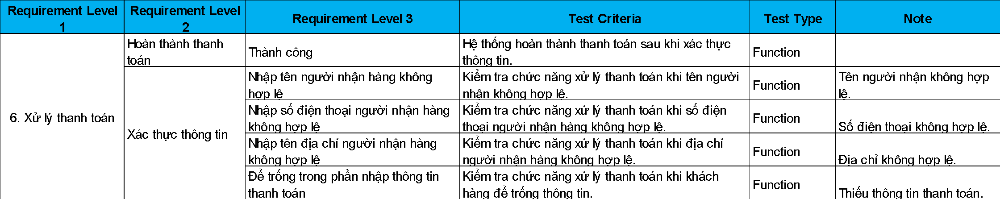 Requirement Level 1
Requirement Level 2
Requirement Level 3
Test Criteria
Test Type
Note
6. Xử lý thanh toán
Hoàn thành thanh
toán
Thành công
Hệ thống hoàn thành thanh toán sau khi xác thực
thông tin.
Function
Xác thực thông tin
Nhập tên người nhận hàng không
hợp lệ
Kiểm tra chức năng xử lý thanh toán khi tên người
nhận không hợp lệ.
Function
Tên người nhận không hợp
lệ.
Nhập số điện thoại người nhận hàng
không hợp lệ
Kiểm tra chức năng xử lý thanh toán khi số điện
thoại người nhận hàng không hợp lệ.
Function
Số điện thoại không hợp lệ.
Nhập tên địa chỉ người nhận hàng
không hợp lệ
Kiểm tra chức năng xử lý thanh toán khi địa chỉ
người nhận hàng không hợp lệ.
Function
Địa chỉ không hợp lệ.
Để trống trong phần nhập thông tin
thanh toán
Kiểm tra chức năng xử lý thanh toán khi khách
hàng để trống thông tin.
Function
Thiếu thông tin thanh toán.